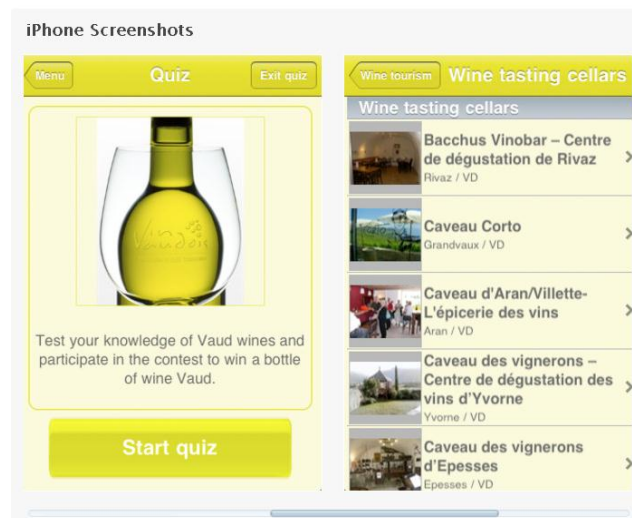 iPhone Screenshots
Menu
Quiz
Exit quiz
Vin
Vaudois
Test your knowledge of Vaud wines and
participate in the contest to win a bottle
of wine Vaud.
Start quiz
Wine tourism
Wine tasting cellars
Wine tasting cellars
Bacchus Vinobar – Centre
de dégustation de Rivaz
Rivaz / VD
Caveau Corto
Grandvaux / VD
Caveau d'Aran/Villette-
L'épicerie des vins
Aran / VD
Caveau des vignerons –
Centre de dégustation des
vins d'Yvorne
Yvorne / VD
Caveau des vignerons
d'Epesses
Epesses / VD